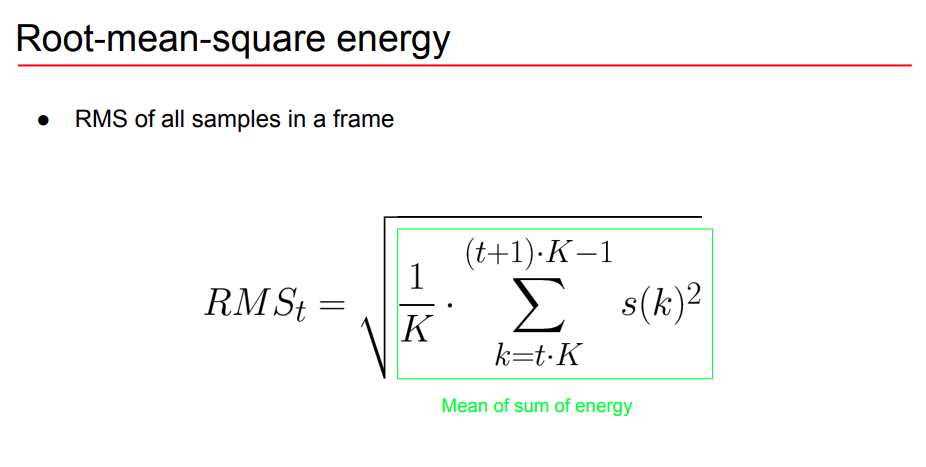 Root-mean-square energy
● RMS of all samples in a frame
$RMS_t = \sqrt{\frac{1}{K} \cdot \sum_{k=t \cdot K}^{(t+1) \cdot K-1} s(k)^2}$
Mean of sum of energy